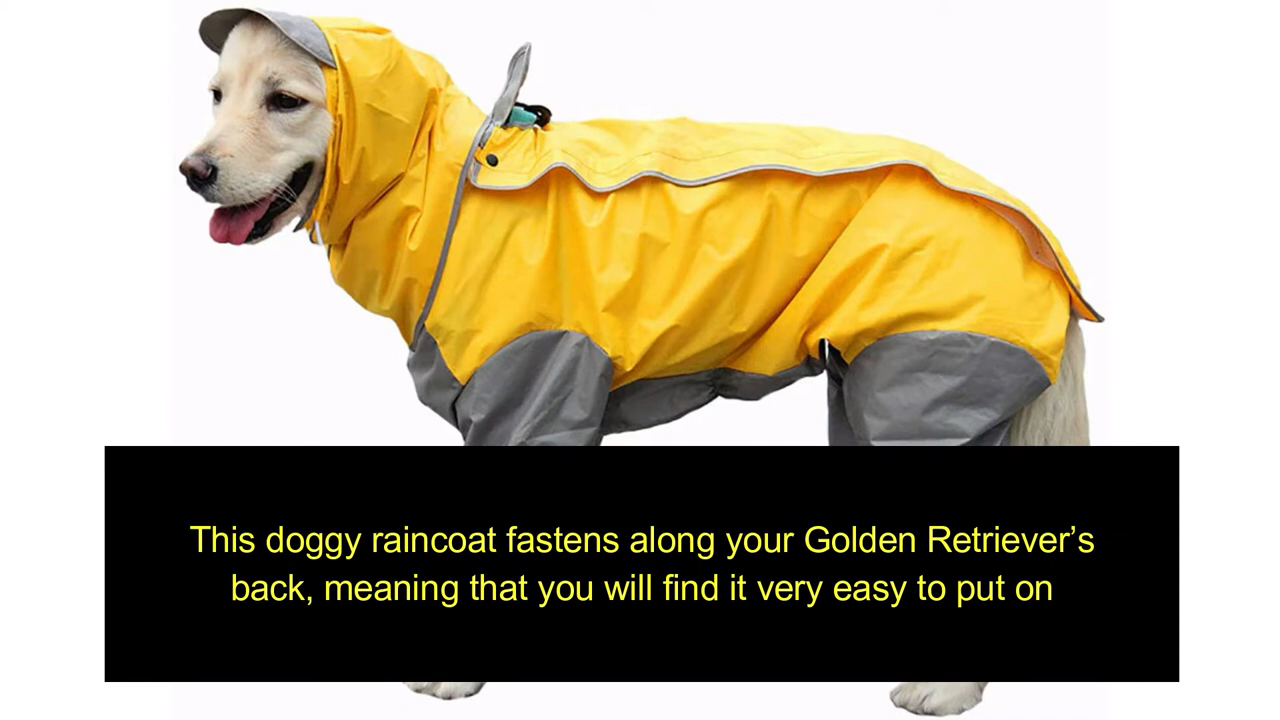 This doggy raincoat fastens along your Golden Retriever’s
back, meaning that you will find it very easy to put on